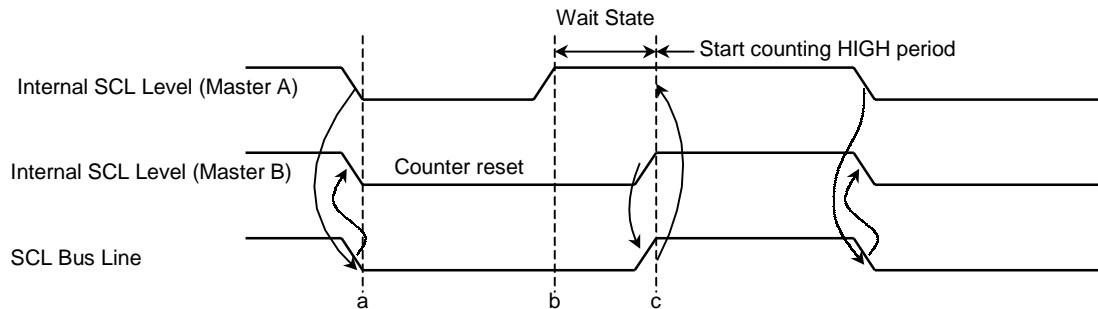 Wait State
Start counting HIGH period
Internal SCL Level (Master A)
Internal SCL Level (Master B)
Counter reset
SCL Bus Line
a
b
c